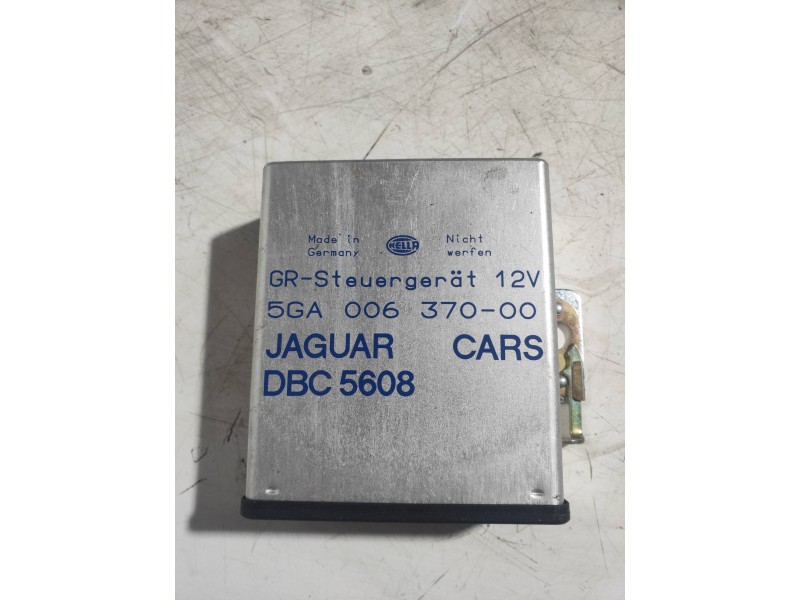 Made in HELLA Nicht
Germany werfen
GR-Steuergerät 12V
5GA 006 370-00
JAGUAR CARS
DBC 5608